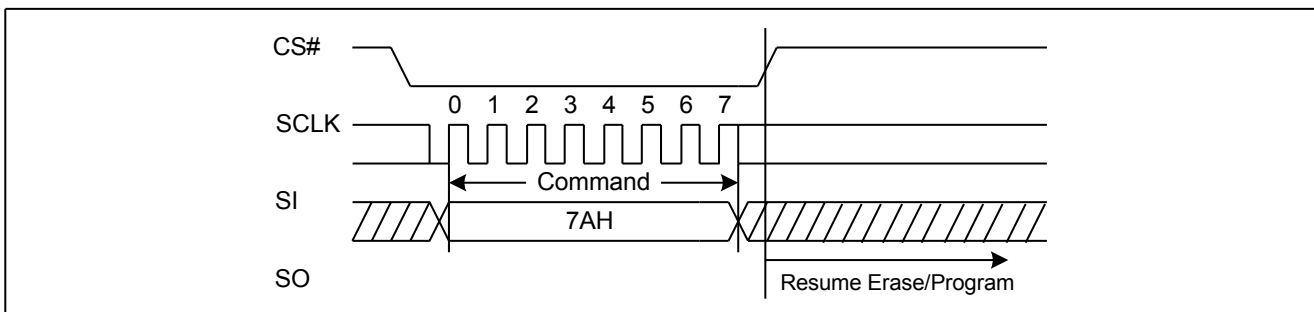 CS#
0 1 2 3 4 5 6 7
SCLK
Command
SI
7AH
SO
Resume Erase/Program